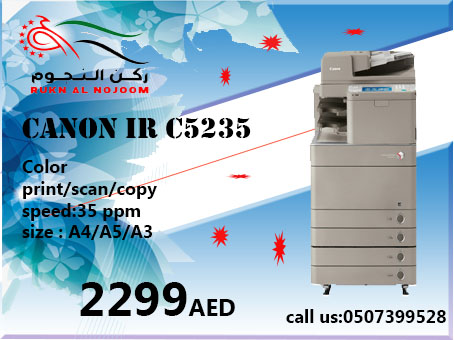 ركن النجوم
RUKN AL NOJOOM
CANON IR C5235
Color
print/scan/copy
speed:35 ppm
size : A4/A5/A3
2299AED
call us:0507399528